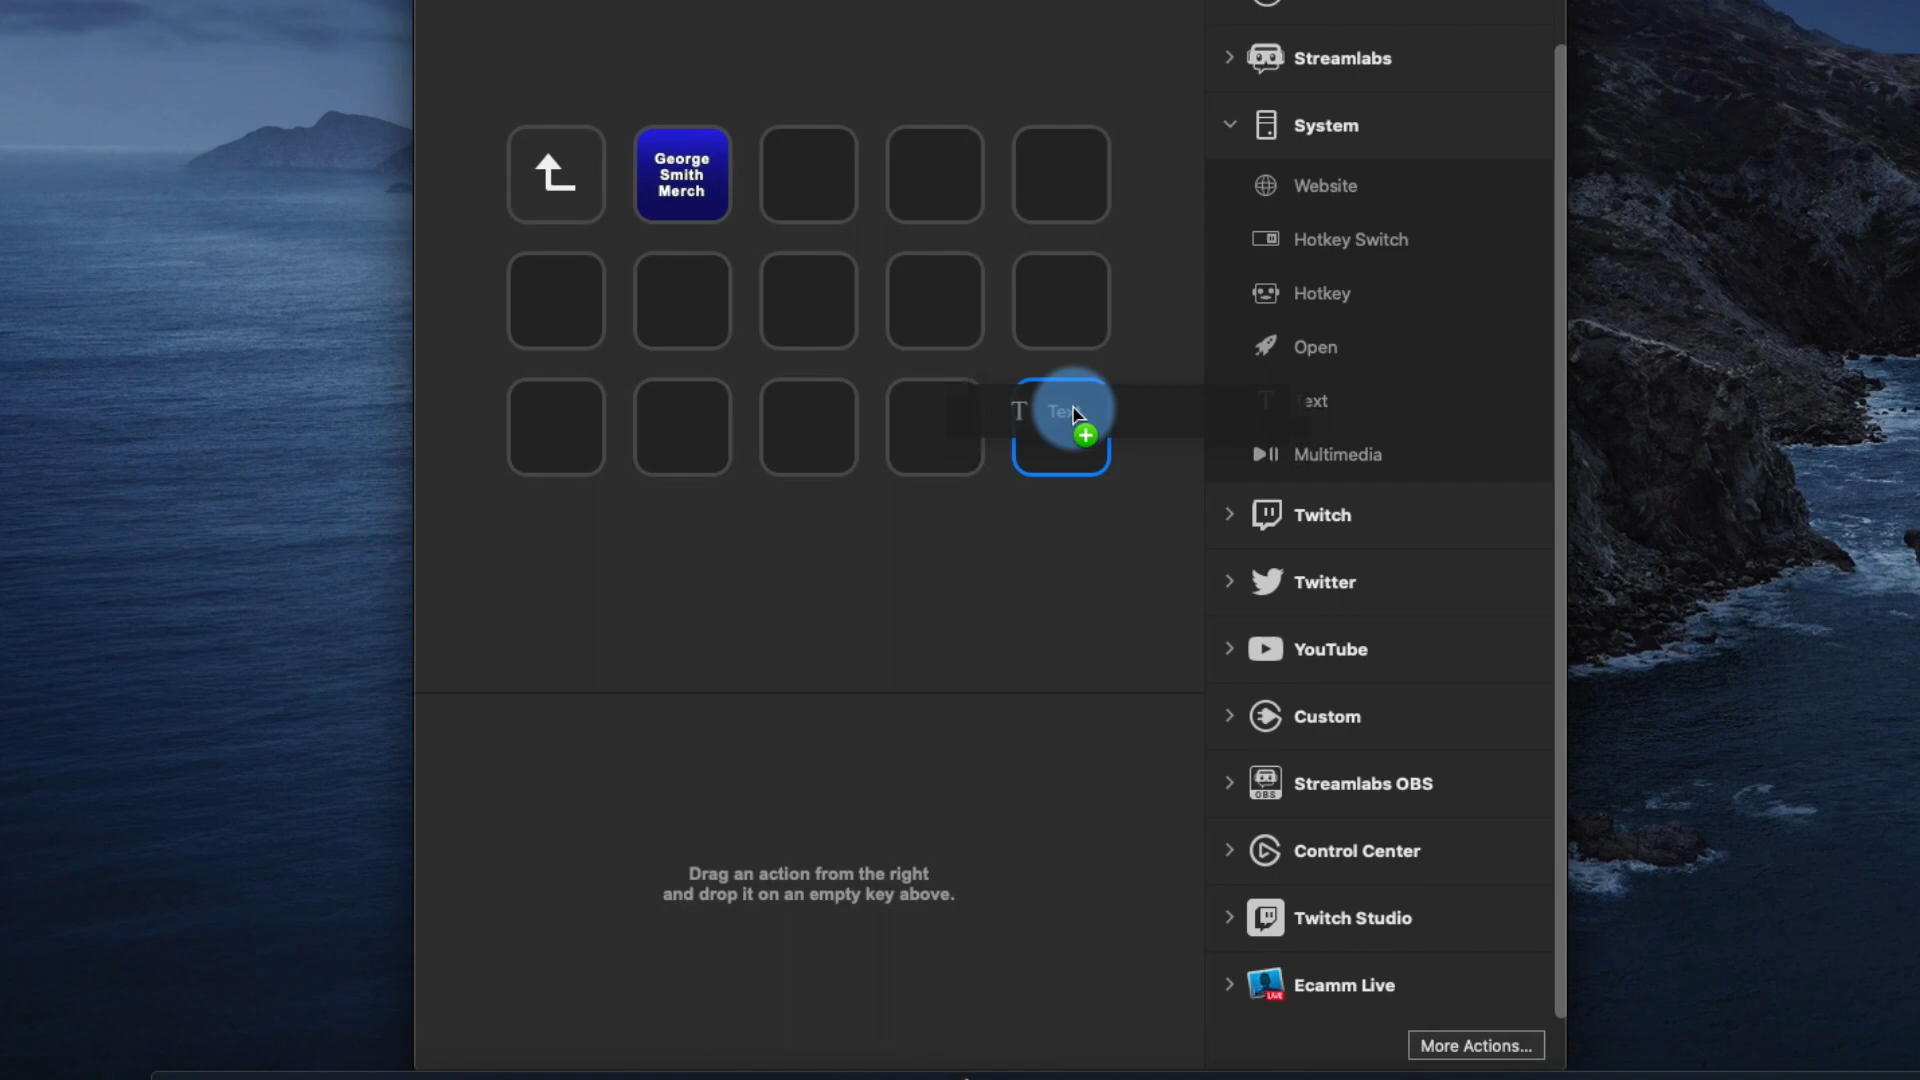 Streamlabs
System
George
Smith
Merch
Website
Hotkey Switch
Hotkey
Open
T Text
Text
Multimedia
Twitch
Twitter
YouTube
Custom
OBS
Streamlabs OBS
Control Center
Drag an action from the right
and drop it on an empty key above.
Twitch Studio
LIVE
Ecamm Live
More Actions...